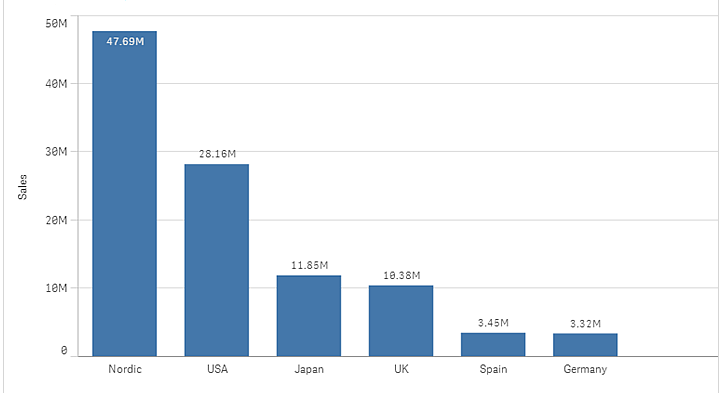 50M
47.69M
40M
30M
28.16M
Sales
20M
11.85M
10.38M
10M
3.45M
3.32M
0
Nordic
USA
Japan
UK
Spain
Germany